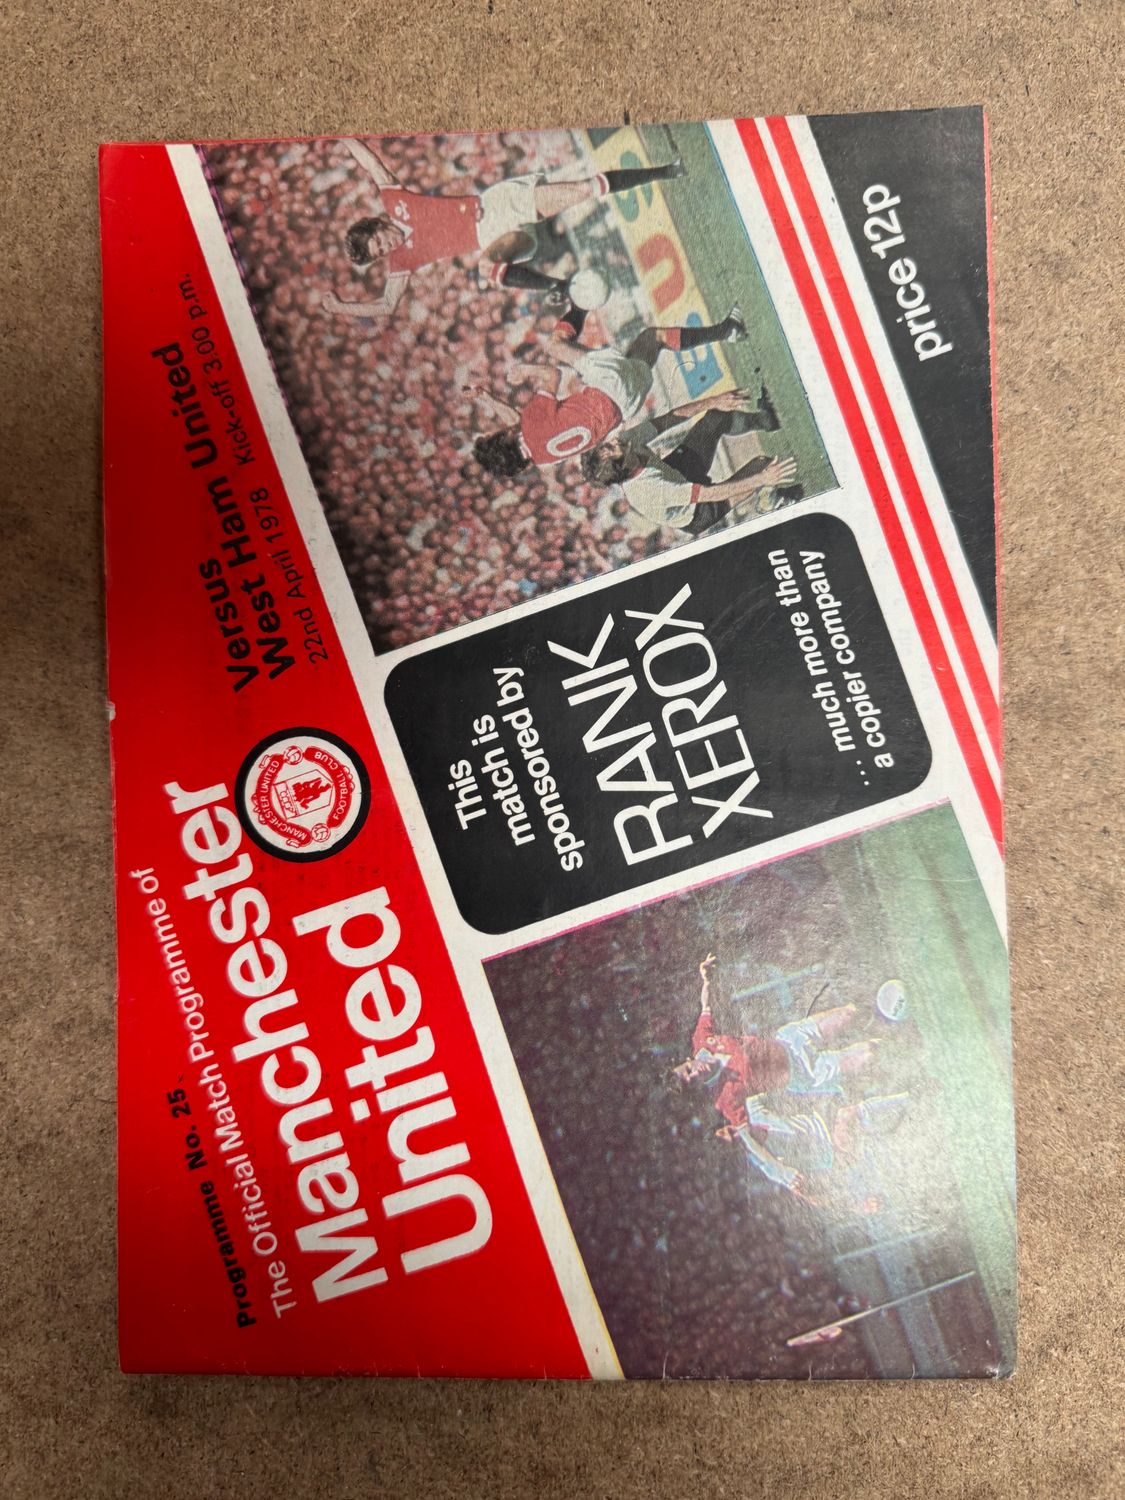 Programme No. 25
The Official Match Programme of
Manchester
United
MANCHESTER UNITED
FOOTBALL CLUB
Versus
West Ham United
22nd April 1978 Kick-off 3:00 p.m.
This
match is
sponsored by
RANK
XEROX
... much more than
a copier company
price 12p